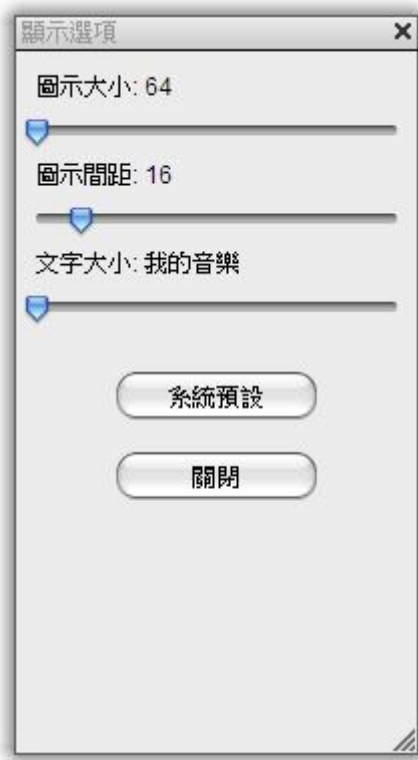 顯示選項
圖示大小: 64
圖示間距: 16
文字大小: 我的音樂
系統預設
關閉